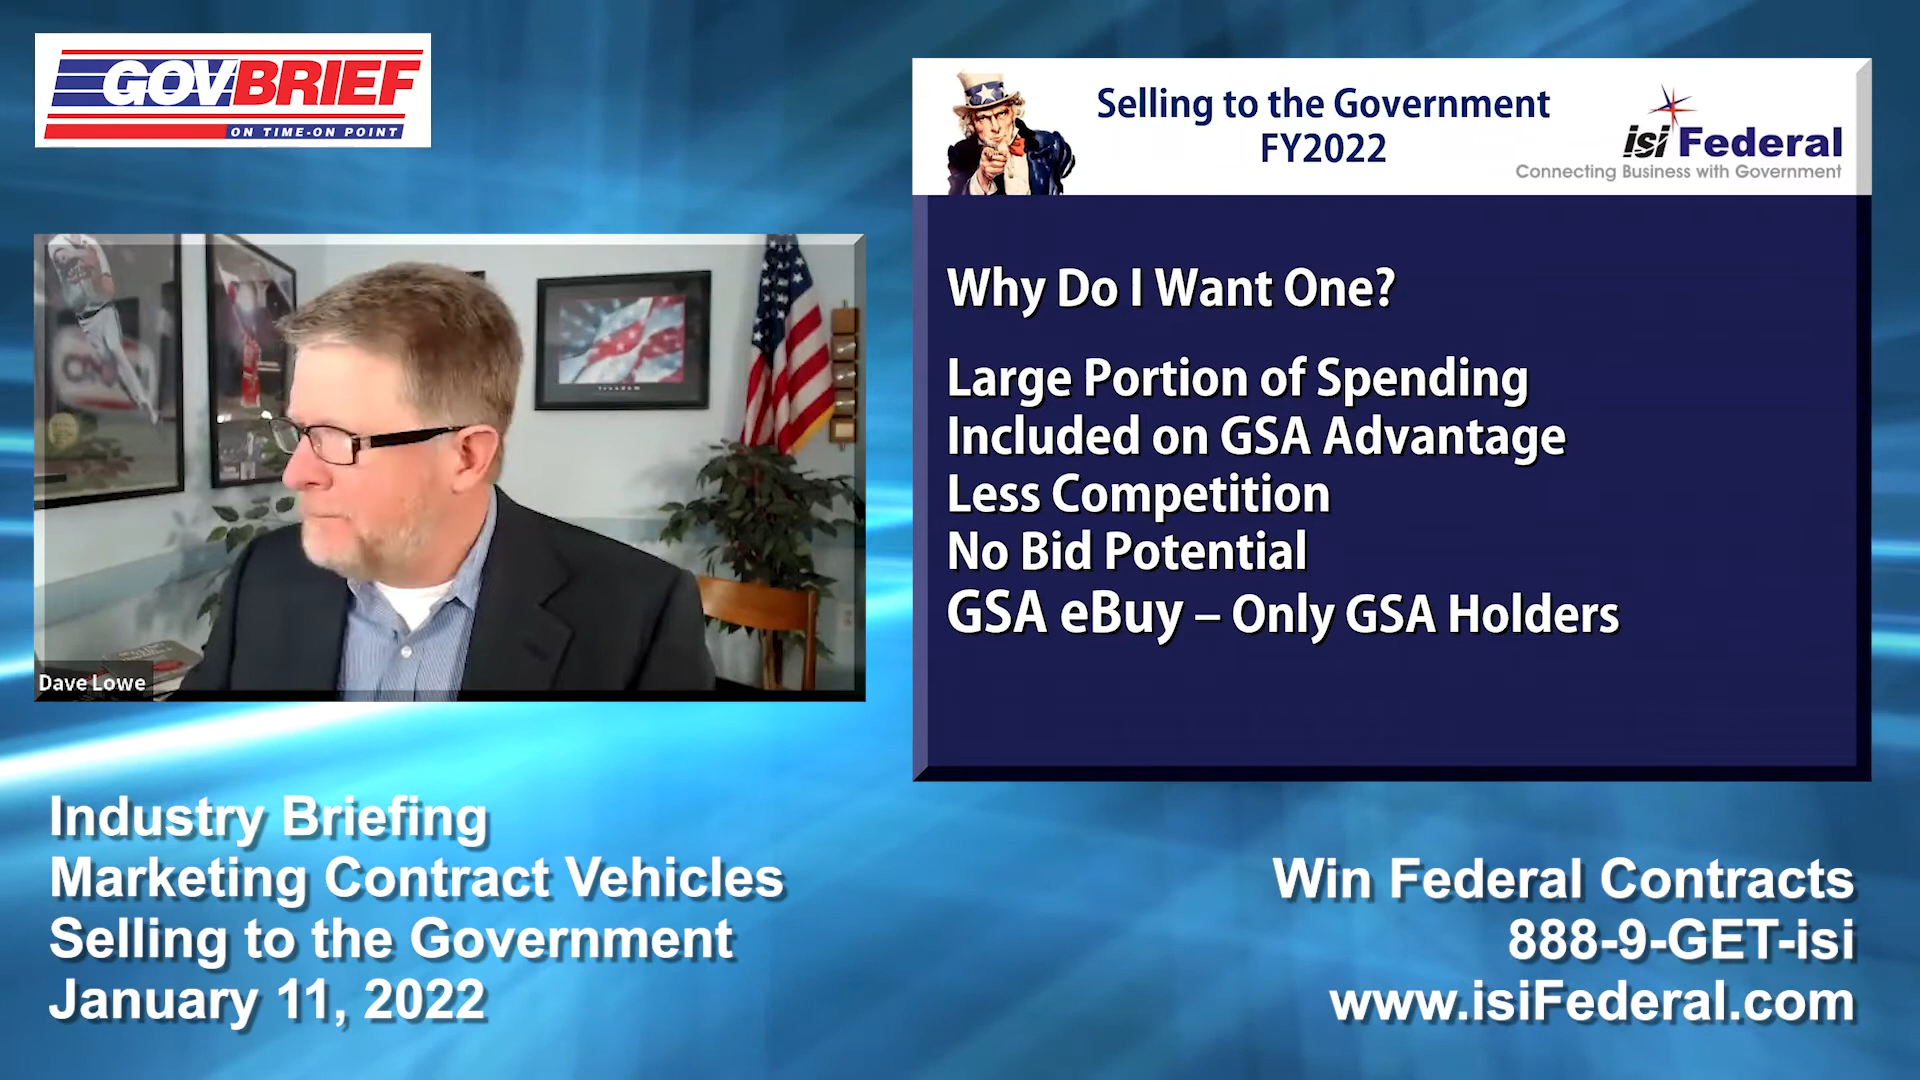 GOVBRIEF
ON TIME-ON POINT
Selling to the Government
FY2022
isi Federal
Connecting Business with Government
Why Do I Want One?
Large Portion of Spending
Included on GSA Advantage
Less Competition
No Bid Potential
GSA eBuy – Only GSA Holders
Dave Lowe
Industry Briefing
Marketing Contract Vehicles
Selling to the Government
January 11, 2022
Win Federal Contracts
888-9-GET-isi
www.isiFederal.com